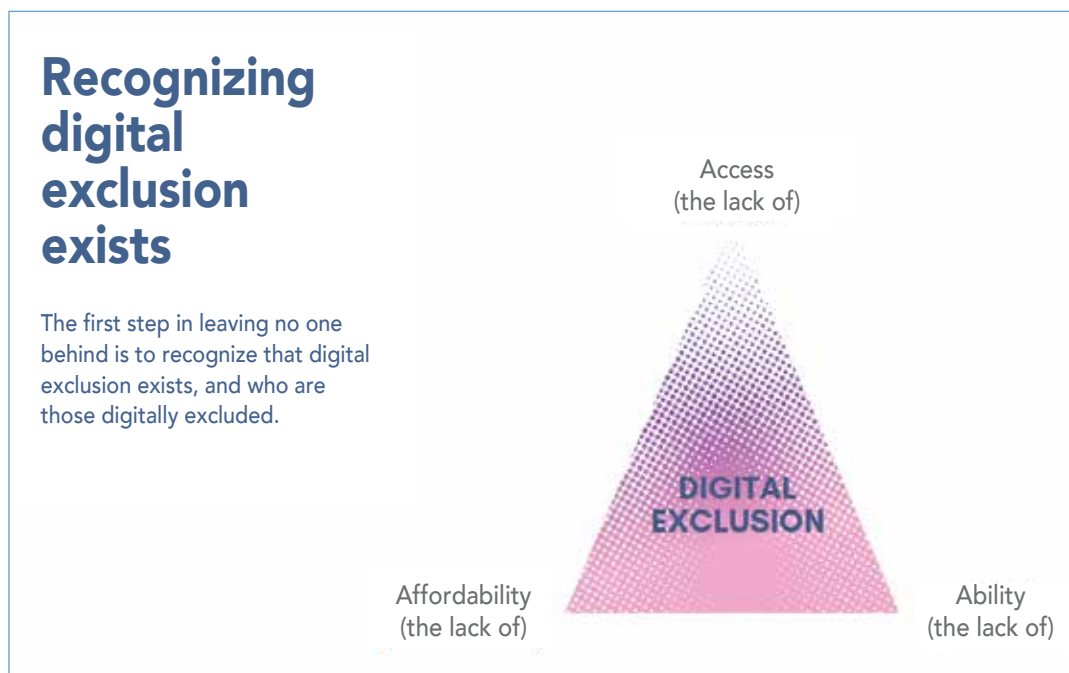 Recognizing
digital
exclusion
exists
The first step in leaving no one
behind is to recognize that digital
exclusion exists, and who are
those digitally excluded.
Access
(the lack of)
DIGITAL
EXCLUSION
Affordability
(the lack of)
Ability
(the lack of)